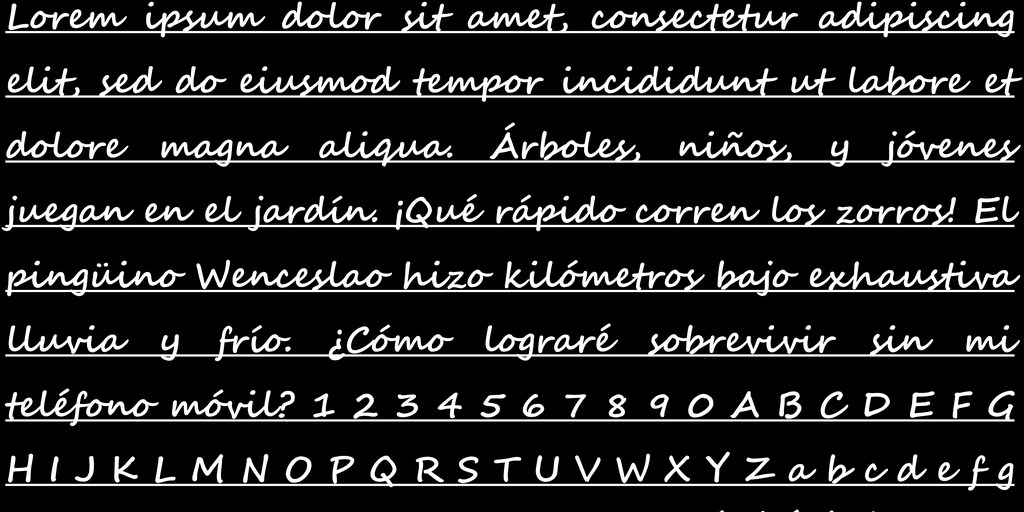 Lorem ipsum dolor sit amet, consectetur adipiscing
elit, sed do eiusmod tempor incididunt ut labore et
dolore magna aliqua. Árboles, niños, y jóvenes
juegan en el jardín. ¡Qué rápido corren los zorros! El
pingüino Wenceslao hizo kilómetros bajo exhaustiva
lluvia y frío. ¿Cómo lograré sobrevivir sin mi
teléfono móvil? 1 2 3 4 5 6 7 8 9 0 A B C D E F G
H I J K L M N O P Q R S T U V W X Y Z a b c d e f g